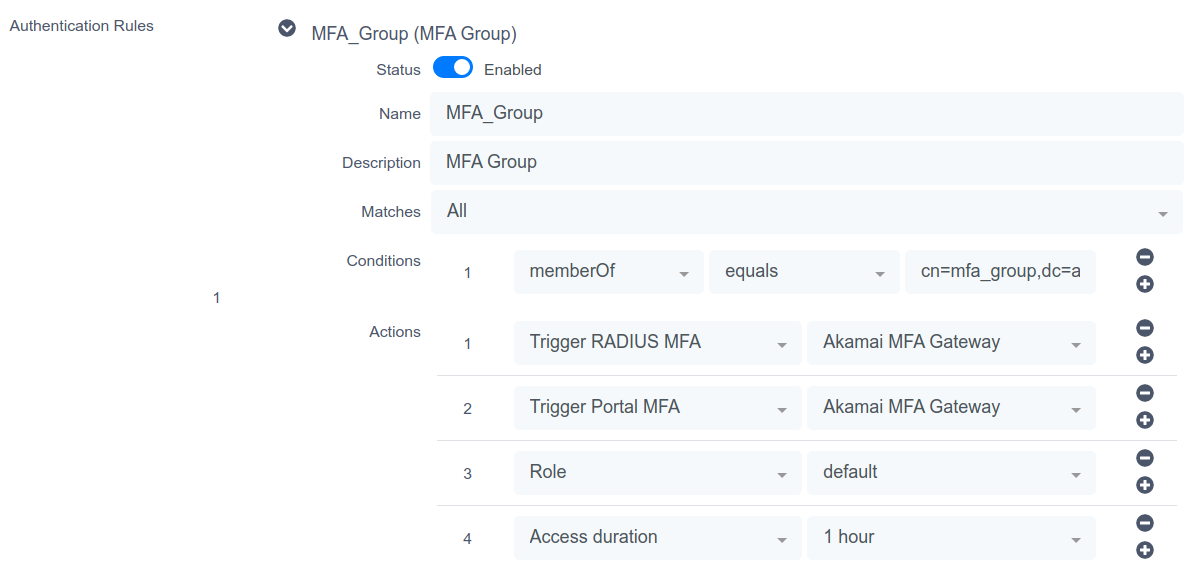 Authentication Rules
MFA_Group (MFA Group)
Status Enabled
Name MFA_Group
Description MFA Group
Matches All
Conditions 1 memberOf equals cn=mfa_group,dc=a
1
Actions 1 Trigger RADIUS MFA Akamai MFA Gateway
2 Trigger Portal MFA Akamai MFA Gateway
3 Role default
4 Access duration 1 hour